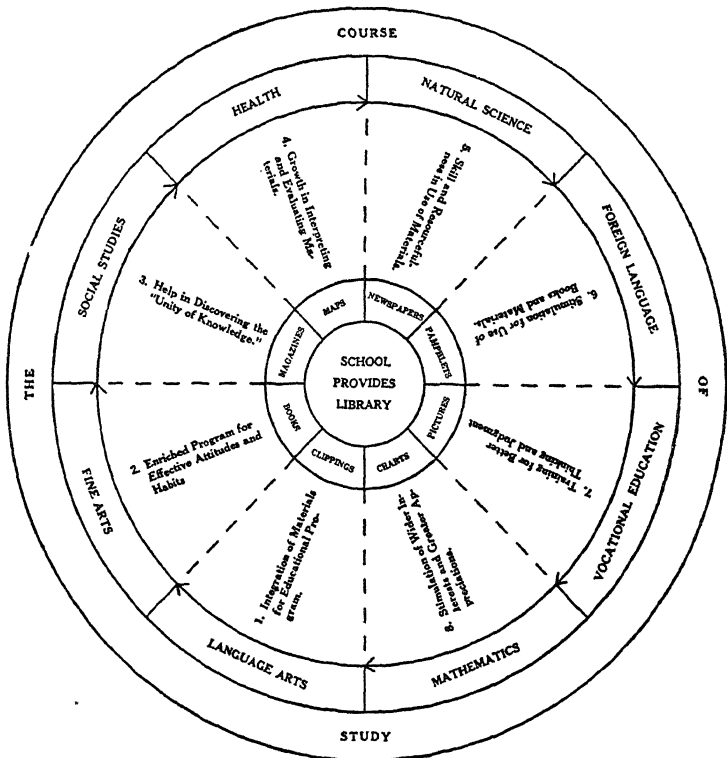 THE
COURSE
OF
STUDY
LANGUAGE ARTS
FINE ARTS
SOCIAL STUDIES
HEALTH
NATURAL SCIENCE
FOREIGN LANGUAGE
VOCATIONAL EDUCATION
MATHEMATICS
1. Integration of Materials
for Educational Pro-
gram.
2. Enriched Program for
Effective Attitudes and
Habits
3. Help in Discovering the
"Unity of Knowledge."
4. Growth in Interpreting
and Evaluating Ma-
terials.
5. Skill and Resourceful-
ness in Use of Materials.
6. Stimulation for Use of
Books and Materials.
7. Training for Better
Thinking and Judgment
8. Stimulation of Wider In-
terests and Greater Ap-
preciations.
CLIPPINGS
BOOKS
MAGAZINES
MAPS
NEWSPAPERS
PAMPHLETS
PICTURES
CHARTS
SCHOOL
PROVIDES
LIBRARY